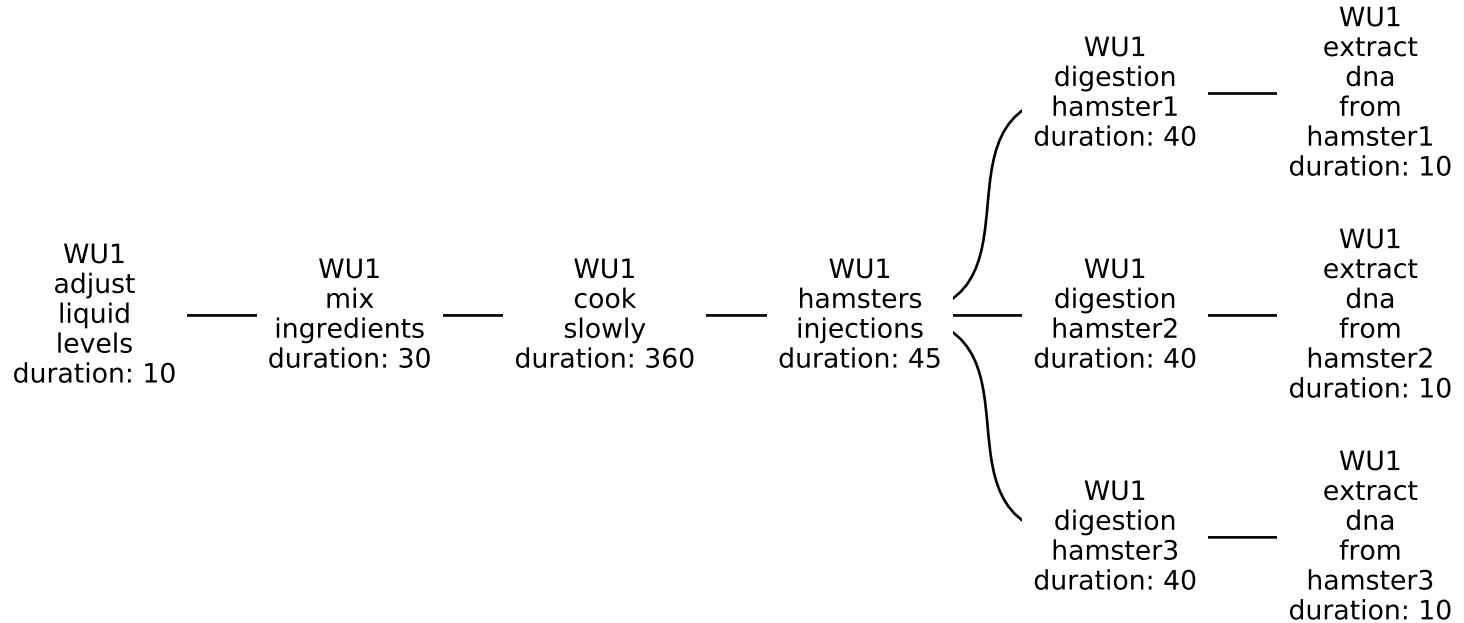 WU1
adjust
liquid
levels
duration: 10
WU1
mix
ingredients
duration: 30
WU1
cook
slowly
duration: 360
WU1
hamsters
injections
duration: 45
WU1
digestion
hamster1
duration: 40
WU1
extract
dna
from
hamster1
duration: 10
WU1
digestion
hamster2
duration: 40
WU1
extract
dna
from
hamster2
duration: 10
WU1
digestion
hamster3
duration: 40
WU1
extract
dna
from
hamster3
duration: 10